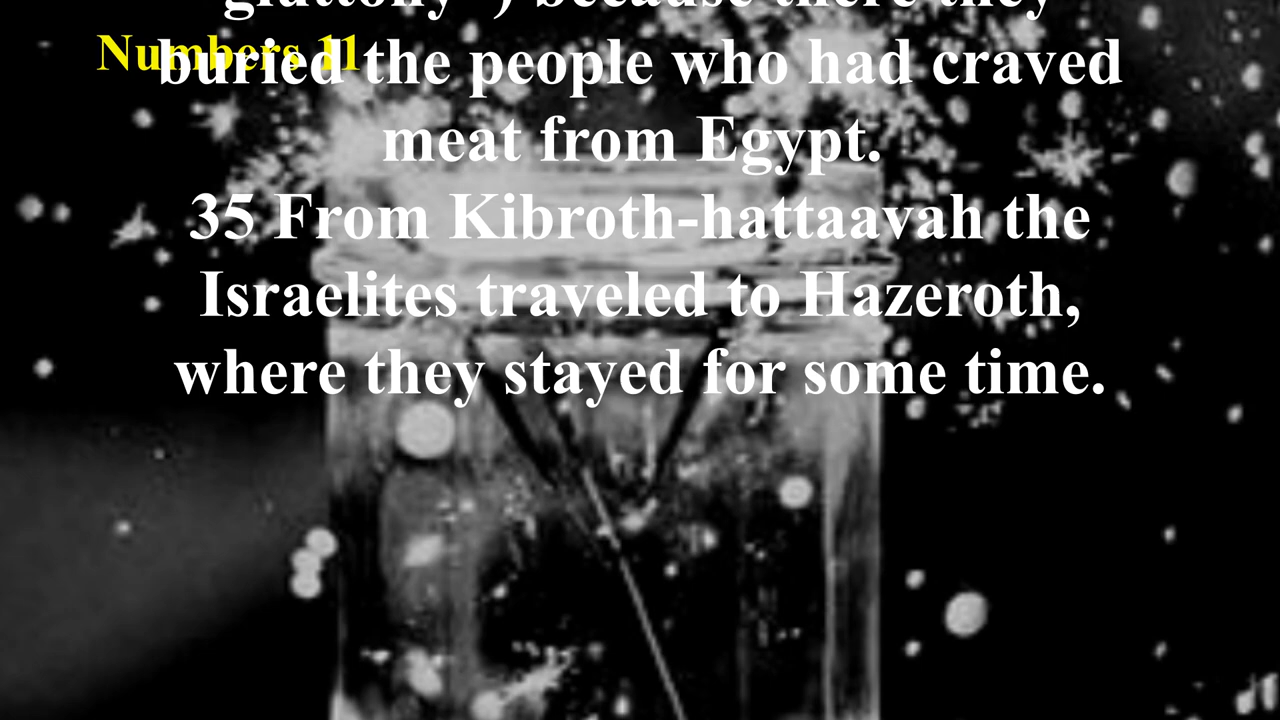 gluttony”) because there they
Numbers 11
buried the people who had craved
meat from Egypt.
35 From Kibroth-hattaavah the
Israelites traveled to Hazeroth,
where they stayed for some time.